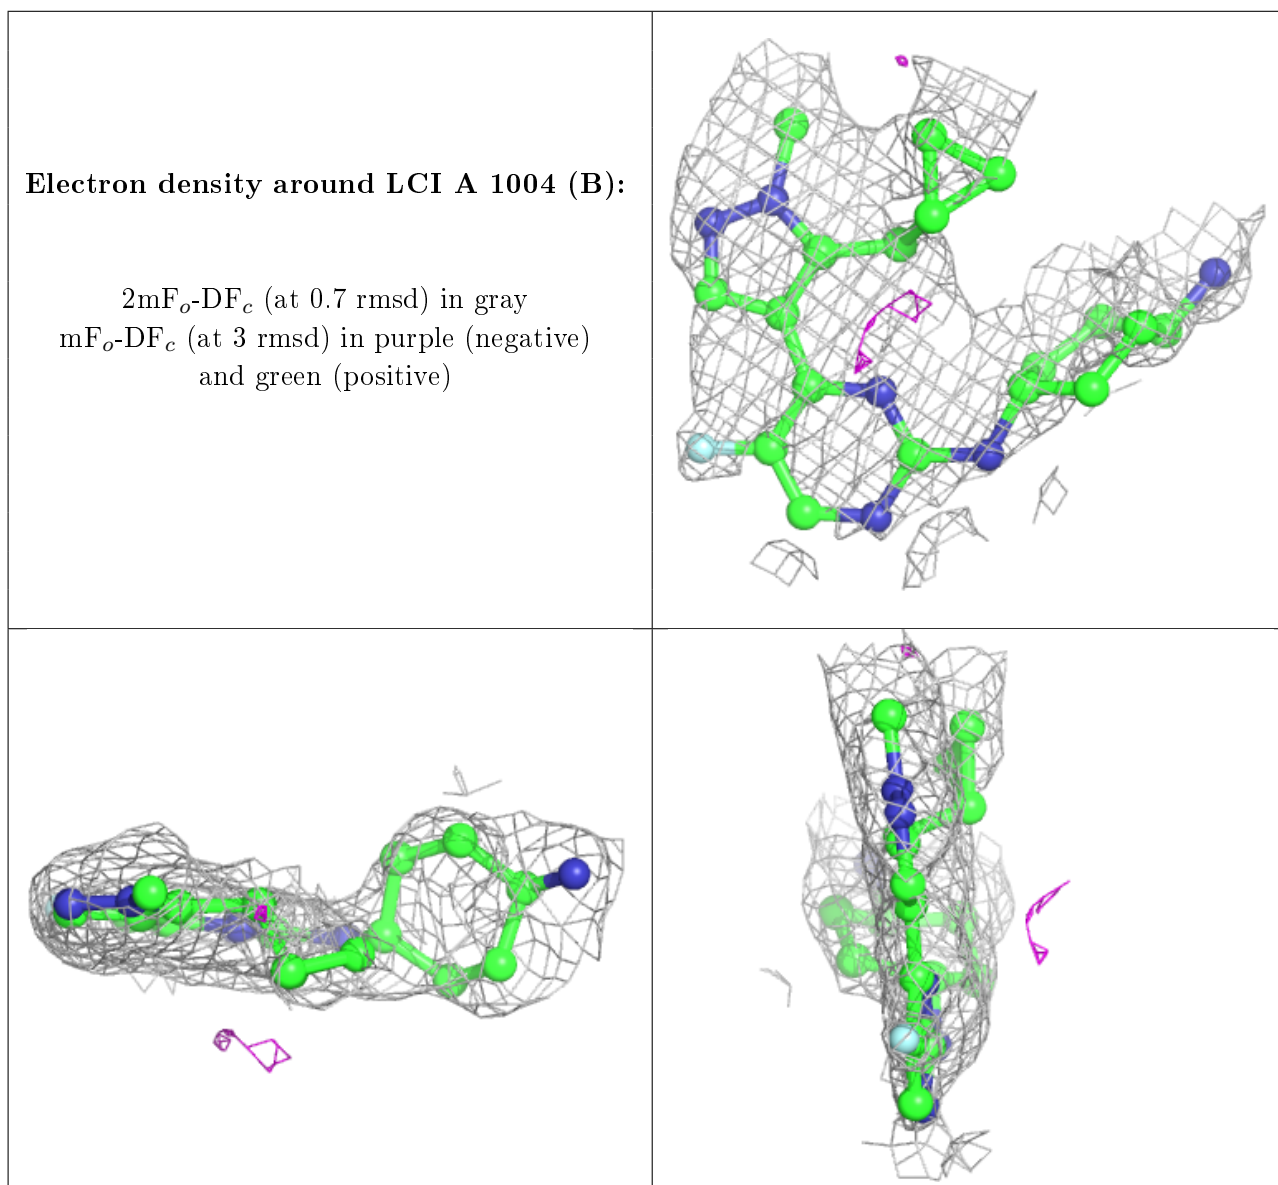 Electron density around LCI A 1004 (B):
2mFo-DFc (at 0.7 rmsd) in gray
mFo-DFc (at 3 rmsd) in purple (negative)
and green (positive)